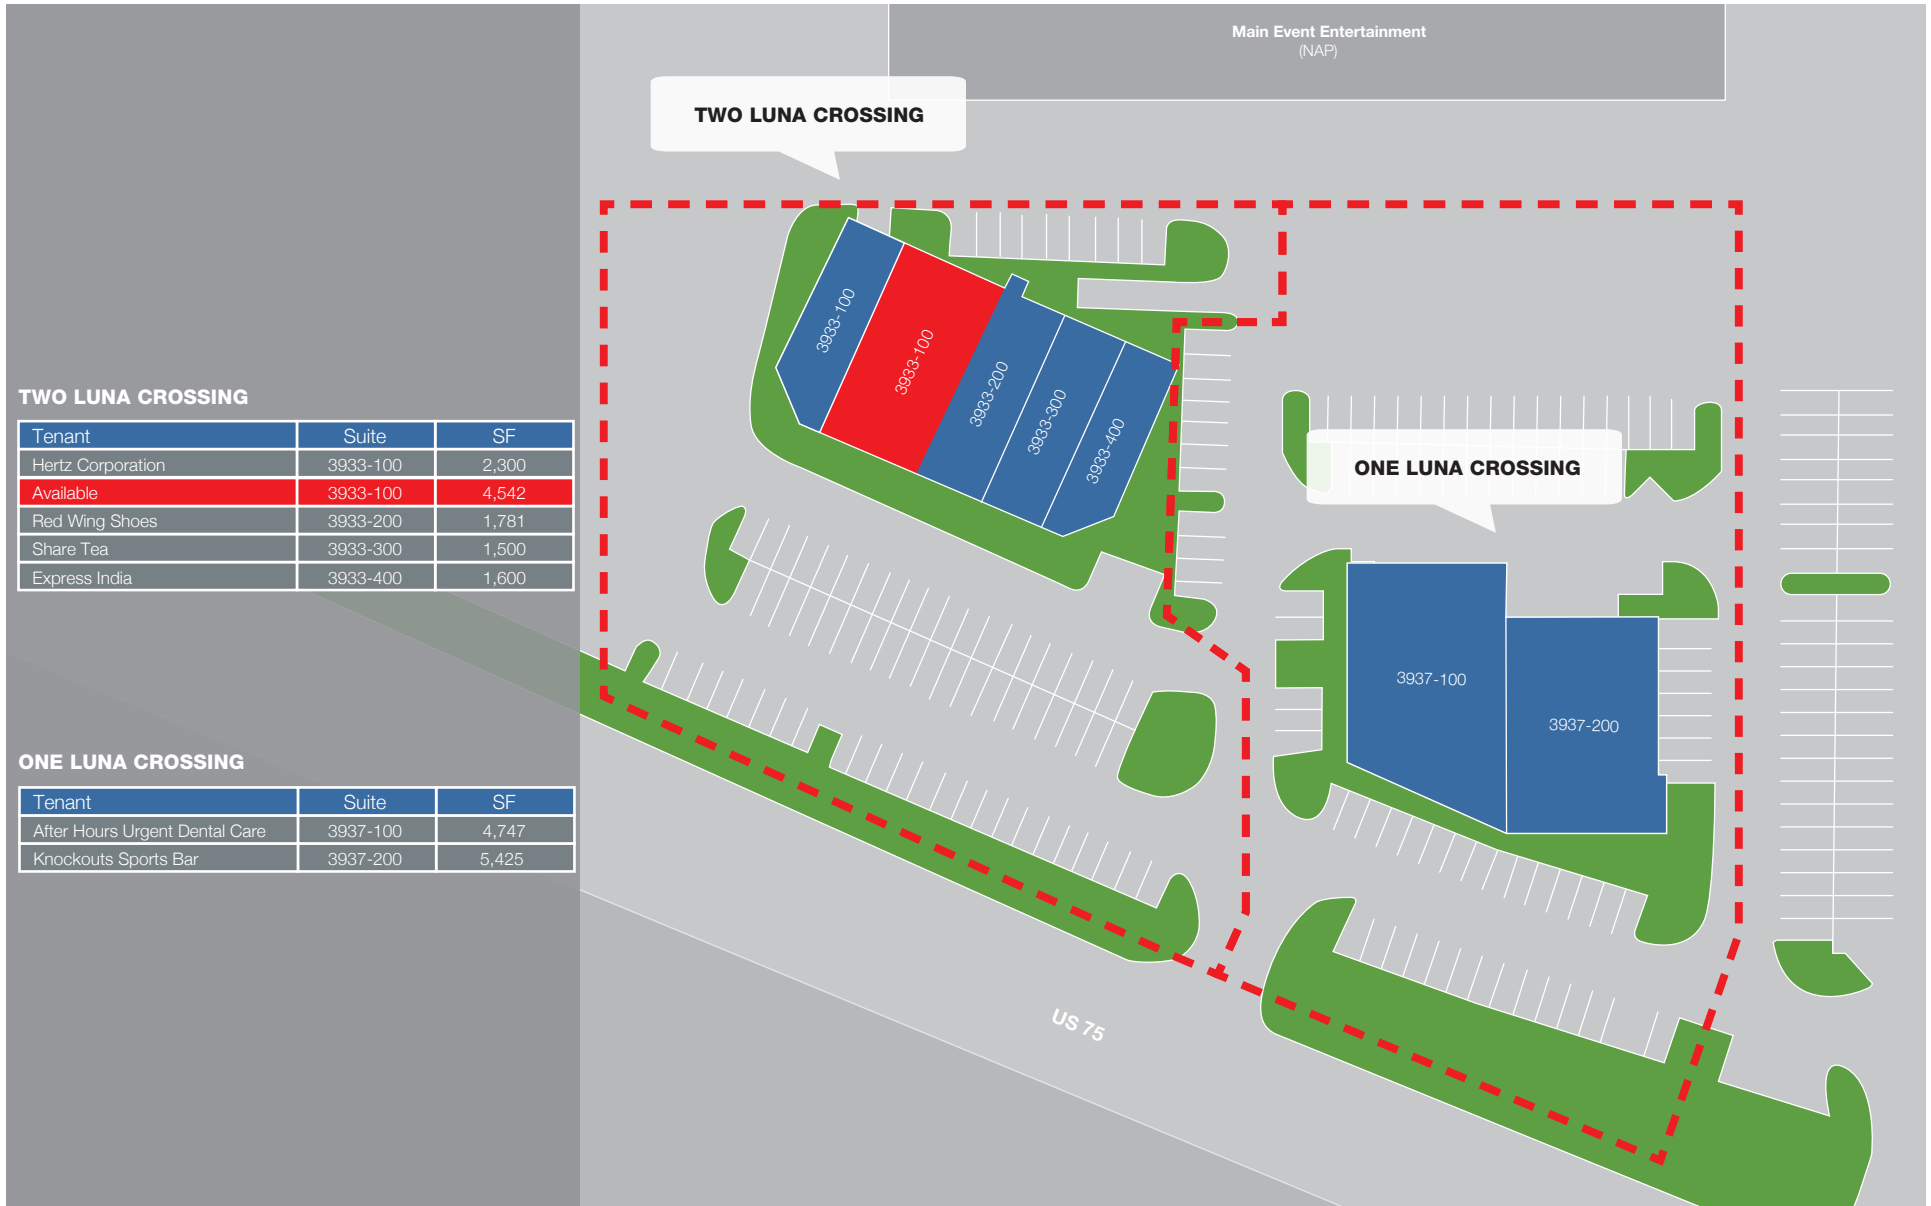 Main Event Entertainment
(NAP)
TWO LUNA CROSSING
3933-100
3933-100
3933-200
3933-300
3933-400
ONE LUNA CROSSING
3937-100
3937-200
US 75
TWO LUNA CROSSING
Tenant Suite SF
Hertz Corporation 3933-100 2,300
Available 3933-100 4,542
Red Wing Shoes 3933-200 1,781
Share Tea 3933-300 1,500
Express India 3933-400 1,600
ONE LUNA CROSSING
Tenant Suite SF
After Hours Urgent Dental Care 3937-100 4,747
Knockouts Sports Bar 3937-200 5,425